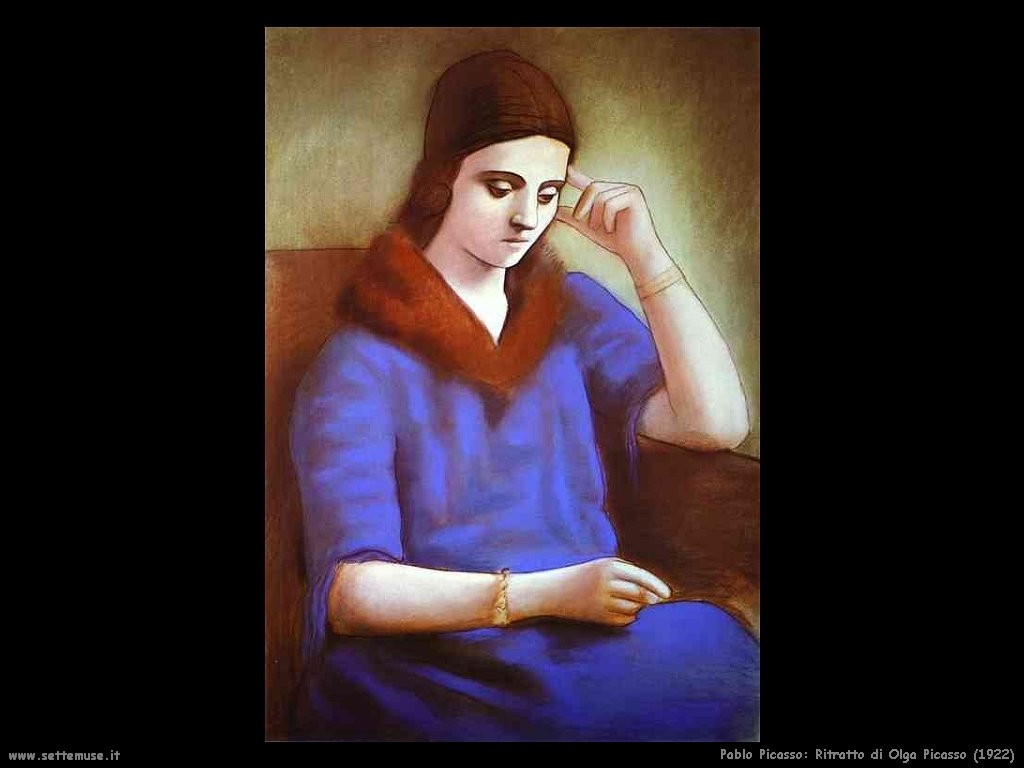 www.settemuse.it
Pablo Picasso: Ritratto di Olga Picasso (1922)